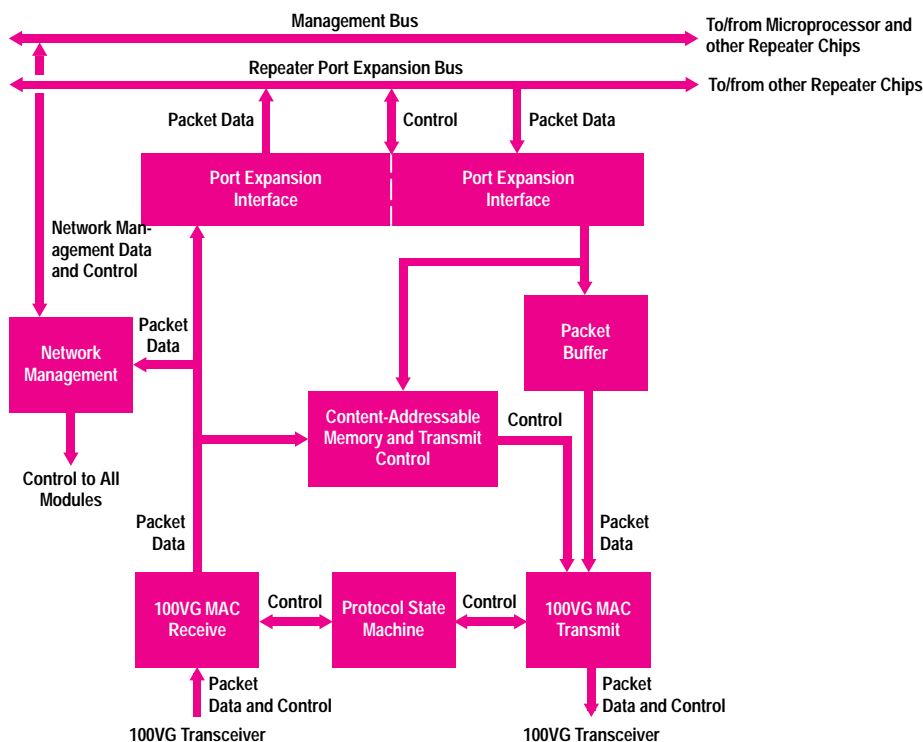 Management Bus
To/from Microprocessor and
other Repeater Chips
Repeater Port Expansion Bus
To/from other Repeater Chips
Packet Data
Control
Packet Data
Port Expansion
Interface
Port Expansion
Interface
Network Man-
agement Data
and Control
Packet
Data
Network
Management
Packet
Buffer
Content-Addressable
Memory and Transmit
Control
Control
Control to All
Modules
Packet
Data
Packet
Data
100VG MAC
Receive
Control
Protocol State
Machine
Control
100VG MAC
Transmit
Packet
Data and Control
Packet
Data and Control
100VG Transceiver
100VG Transceiver